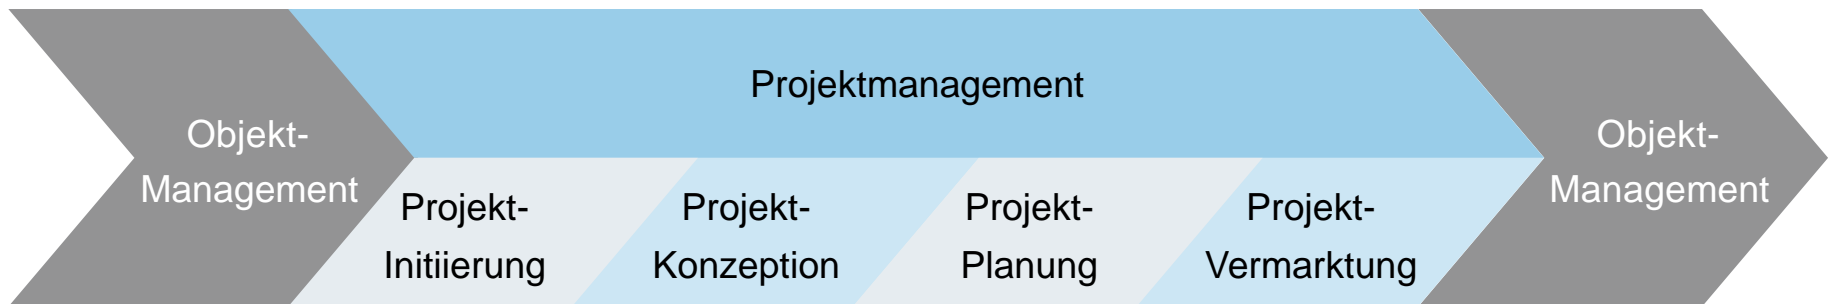 Objekt-
Management
Projektmanagement
Projekt-
Initiierung
Projekt-
Konzeption
Projekt-
Planung
Projekt-
Vermarktung
Objekt-
Management